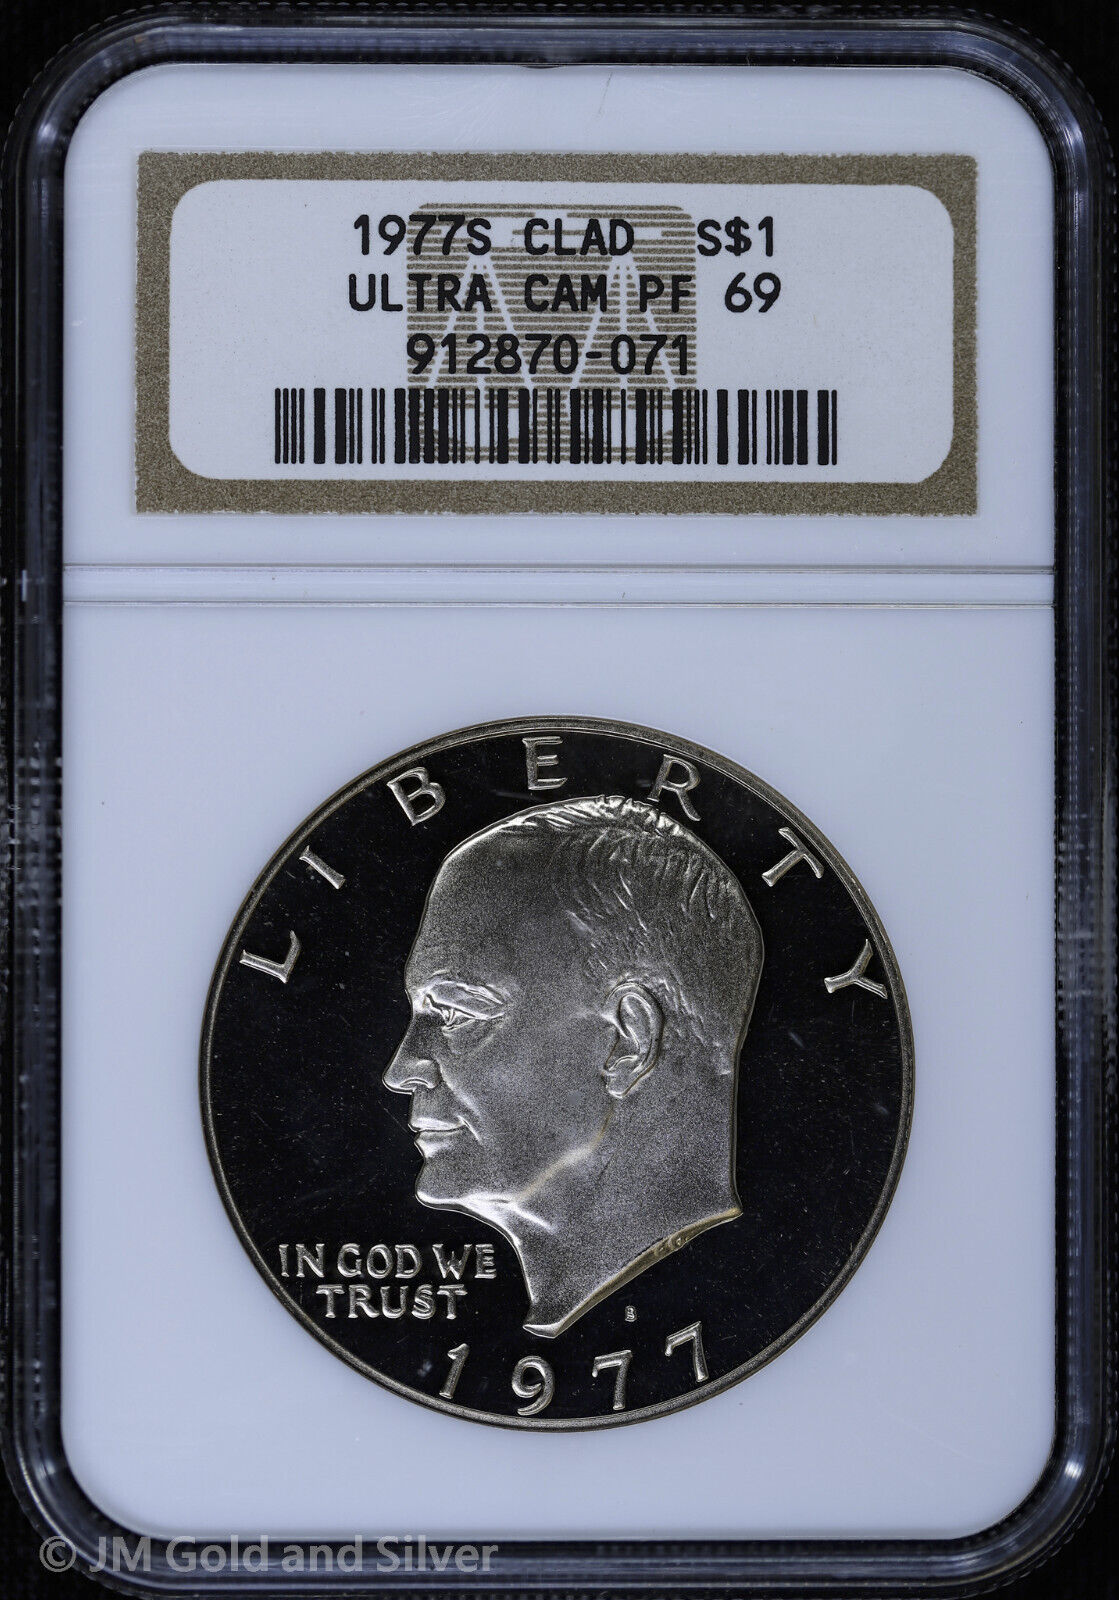 1977S CLAD S$1
ULTRA CAM PF 69
912870-071
LIBERTY
IN GOD WE
TRUST
S
1977
© JM Gold and Silver